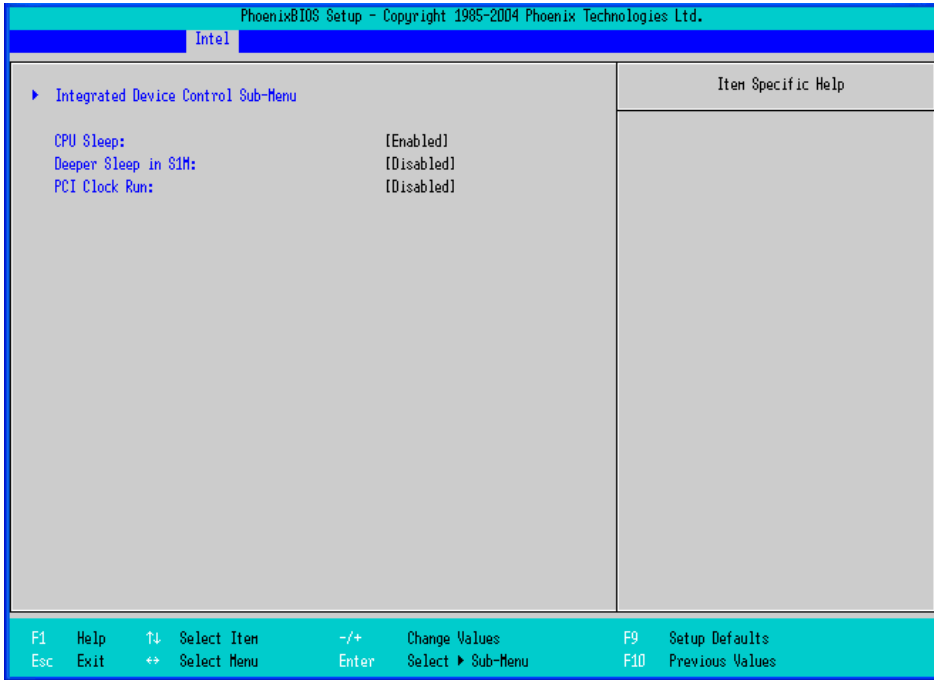 PhoenixBIOS Setup - Copyright 1985-2004 Phoenix Technologies Ltd.
Intel
▶ Integrated Device Control Sub-Menu
Item Specific Help
CPU Sleep: [Enabled]
Deeper Sleep in S1M: [Disabled]
PCI Clock Run: [Disabled]
F1 Help ↑↓ Select Item -/+ Change Values F9 Setup Defaults
Esc Exit ↔ Select Menu Enter Select ▶ Sub-Menu F10 Previous Values